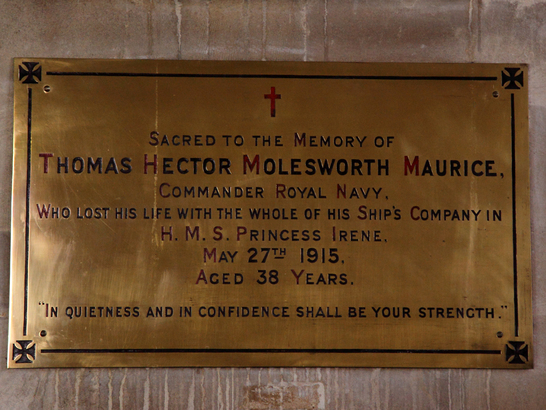 Sacred to the Memory of
Thomas Hector Molesworth Maurice,
Commander Royal Navy,
Who lost his life with the whole of his Ship's Company in
H. M. S. Princess Irene,
May 27th 1915,
Aged 38 Years.
"In quietness and in confidence shall be your strength."